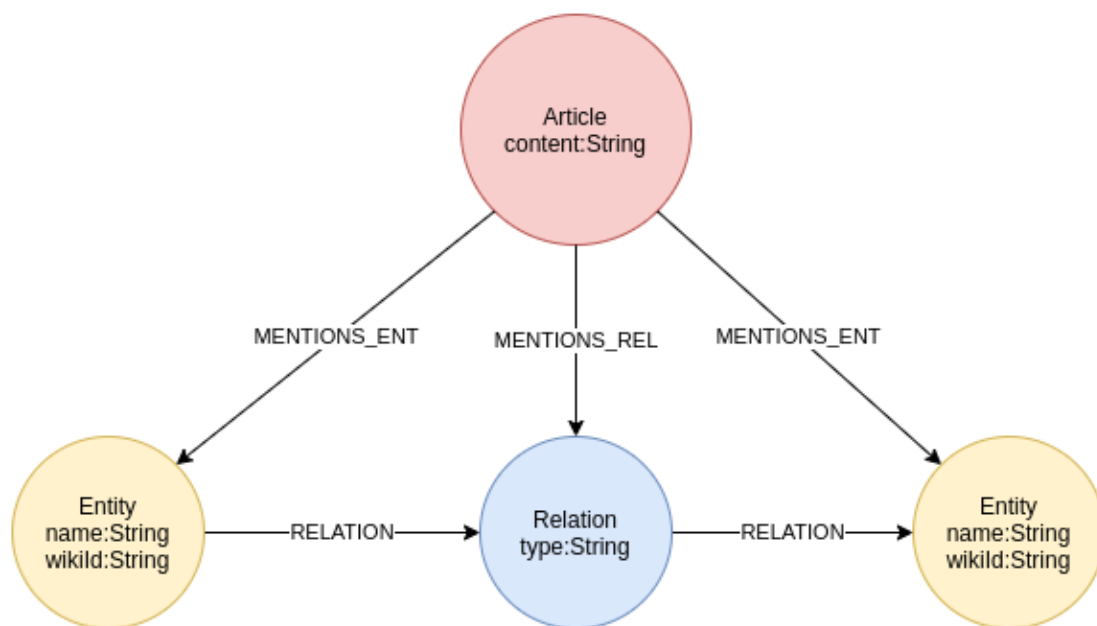 Article
content:String
MENTIONS_ENT
MENTIONS_REL
MENTIONS_ENT
Entity
name:String
wikiId:String
RELATION
Relation
type:String
RELATION
Entity
name:String
wikiId:String